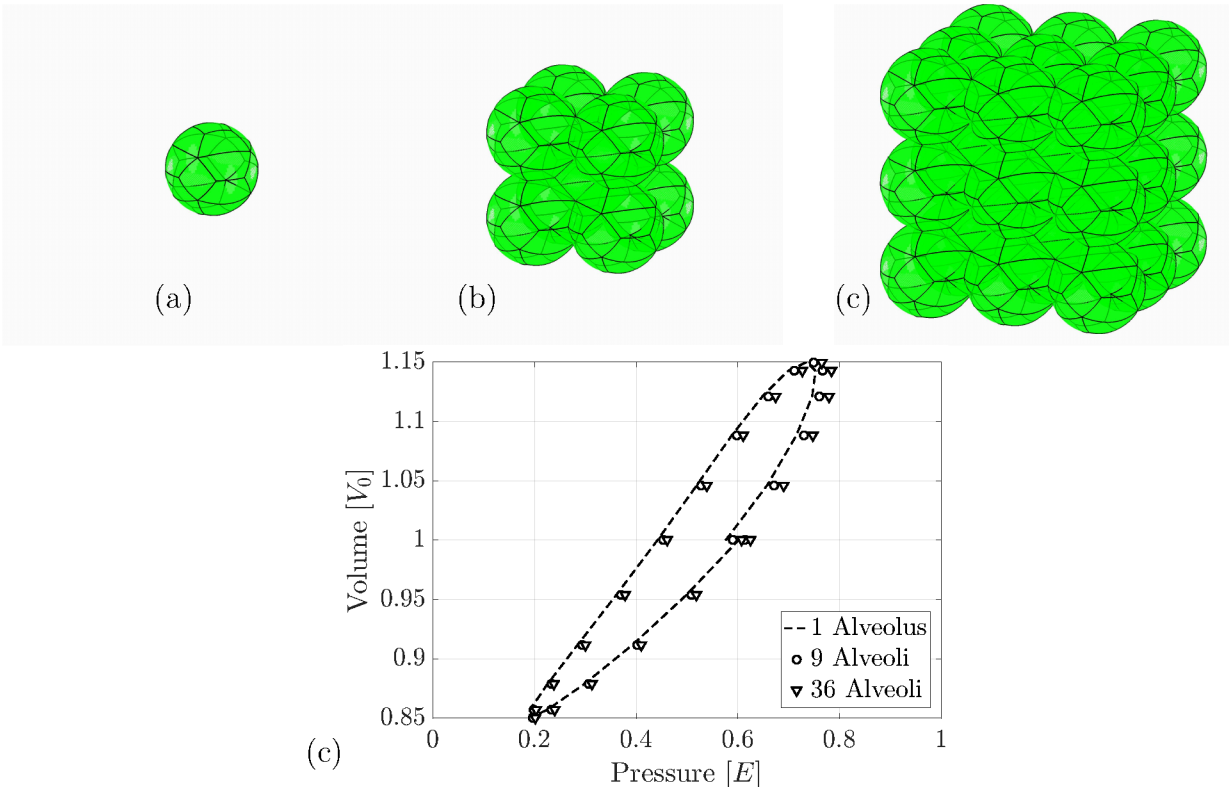 (a)
(b)
(c)
1.15
1.1
1.05
1
0.95
0.9
0.85
Volume [V₀]
0
0.2
0.4
0.6
0.8
1
Pressure [E]
1 Alveolus
9 Alveoli
36 Alveoli
(c)